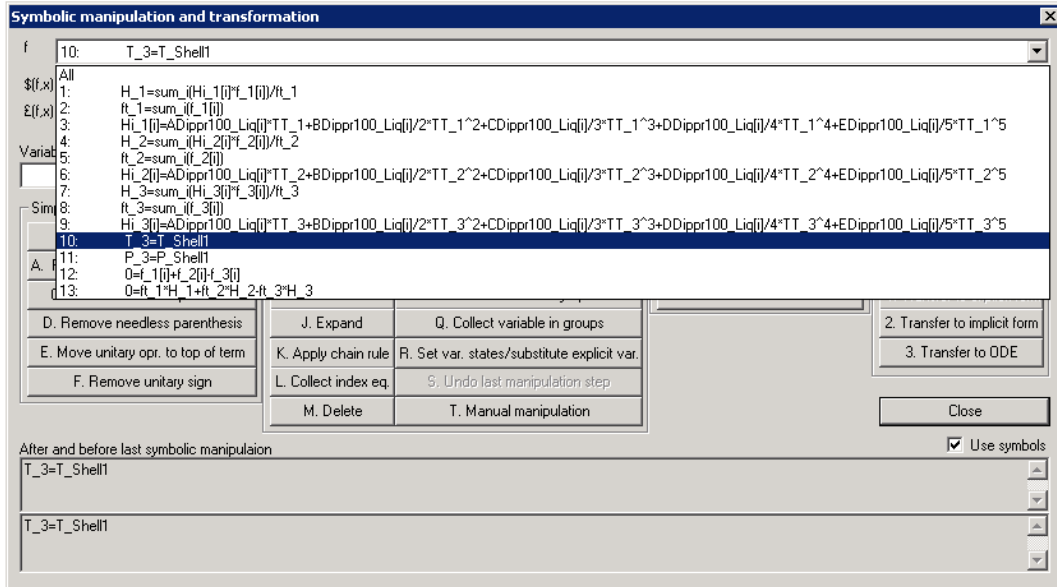 Symbolic manipulation and transformation
f
10: T_3=T_Shell1
$(f,x)
£(f,x)
All
1: H_1=sum_i(Hi_1[i]*f_1[i])/ft_1
2: ft_1=sum_i(f_1[i])
3: Hi_1[i]=ADippr100_Liq[i]*TT_1+BDippr100_Liq[i]/2*TT_1^2+CDippr100_Liq[i]/3*TT_1^3+DDippr100_Liq[i]/4*TT_1^4+EDippr100_Liq[i]/5*TT_1^5
4: H_2=sum_i(Hi_2[i]*f_2[i])/ft_2
5: ft_2=sum_i(f_2[i])
6: Hi_2[i]=ADippr100_Liq[i]*TT_2+BDippr100_Liq[i]/2*TT_2^2+CDippr100_Liq[i]/3*TT_2^3+DDippr100_Liq[i]/4*TT_2^4+EDippr100_Liq[i]/5*TT_2^5
7: H_3=sum_i(Hi_3[i]*f_3[i])/ft_3
8: ft_3=sum_i(f_3[i])
9: Hi_3[i]=ADippr100_Liq[i]*TT_3+BDippr100_Liq[i]/2*TT_3^2+CDippr100_Liq[i]/3*TT_3^3+DDippr100_Liq[i]/4*TT_3^4+EDippr100_Liq[i]/5*TT_3^5
10: T_3=T_Shell1
11: P_3=P_Shell1
12: 0=f_1[i]+f_2[i]-f_3[i]
13: 0=ft_1*H_1+ft_2*H_2-ft_3*H_3
Variab
Simp
A.
D. Remove needless parenthesis
J. Expand
Q. Collect variable in groups
2. Transfer to implicit form
E. Move unitary opr. to top of term
K. Apply chain rule
R. Set var. states/substitute explicit var.
3. Transfer to ODE
F. Remove unitary sign
L. Collect index eq.
S. Undo last manipulation step
M. Delete
T. Manual manipulation
Close
After and before last symbolic manipulaion
Use symbols
T_3=T_Shell1
T_3=T_Shell1